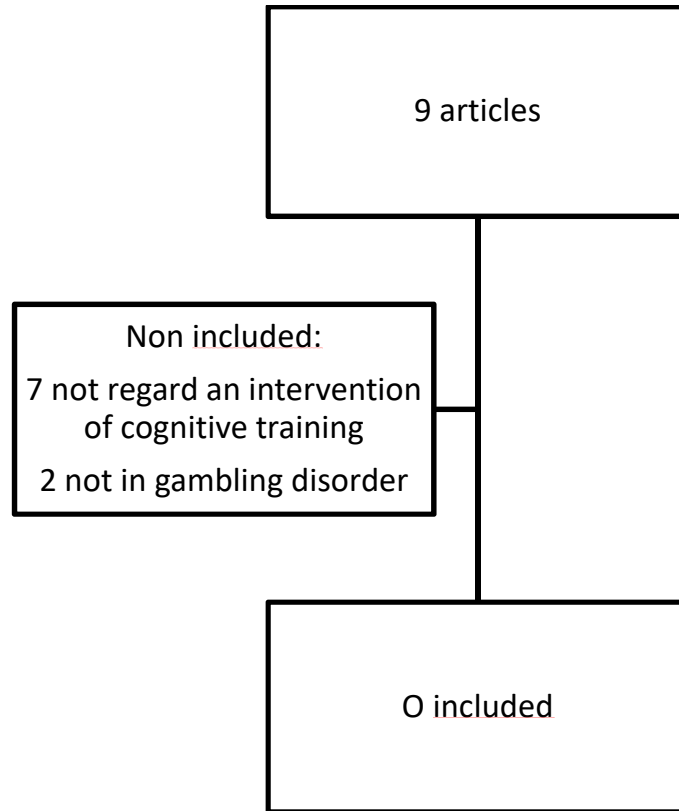 9 articles
Non included:
7 not regard an intervention
of cognitive training
2 not in gambling disorder
O included